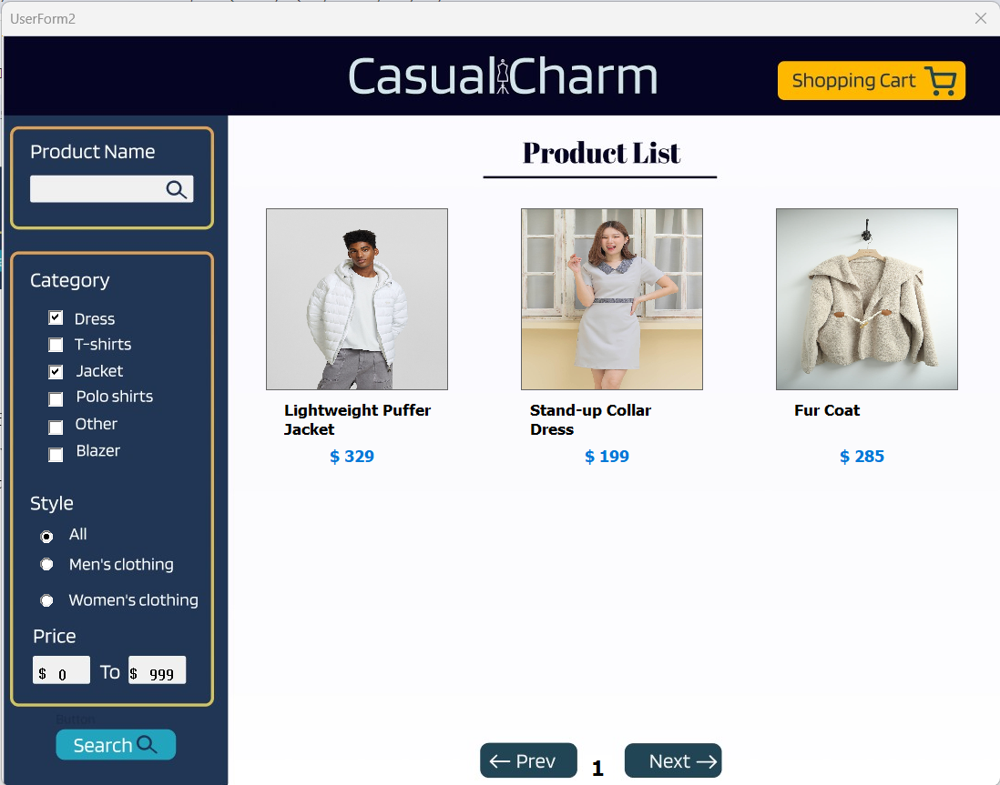 UserForm2
Casual Charm
Shopping Cart
Product Name
Category
Dress
T-shirts
Jacket
Polo shirts
Other
Blazer
Style
All
Men's clothing
Women's clothing
Price
$ 0 To $ 999
Button
Search
Product List
Lightweight Puffer
Jacket
$ 329
Stand-up Collar
Dress
$ 199
Fur Coat
$ 285
Prev 1 Next